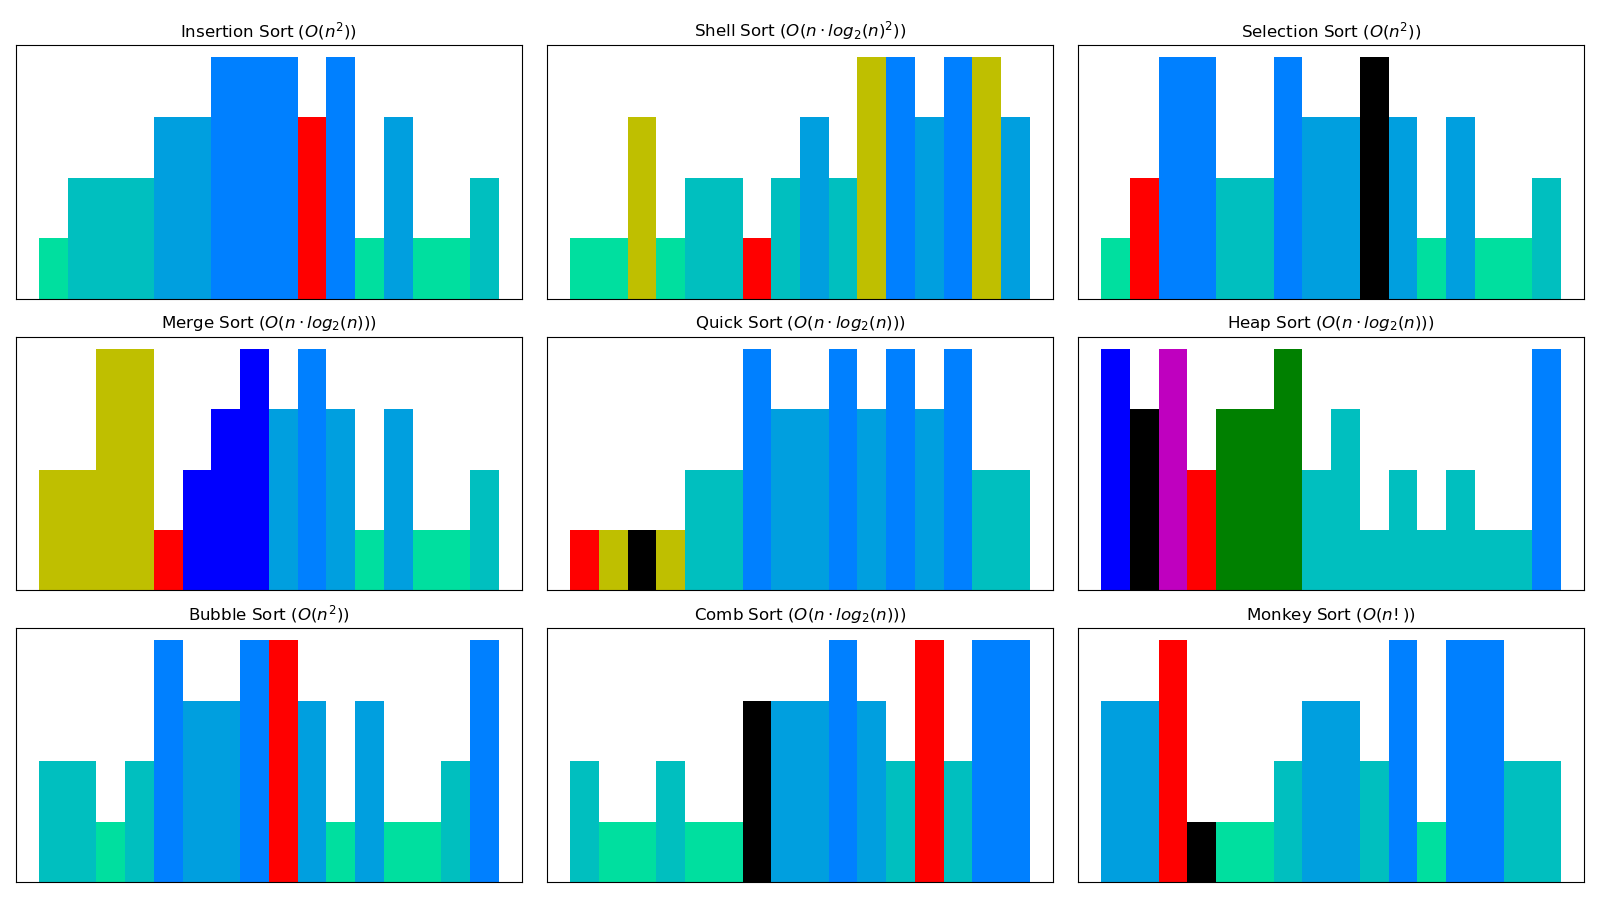 Insertion Sort (O(n²))
Shell Sort (O(n · log₂(n)²))
Selection Sort (O(n²))
Merge Sort (O(n · log₂(n)))
Quick Sort (O(n · log₂(n)))
Heap Sort (O(n · log₂(n)))
Bubble Sort (O(n²))
Comb Sort (O(n · log₂(n)))
Monkey Sort (O(n!))